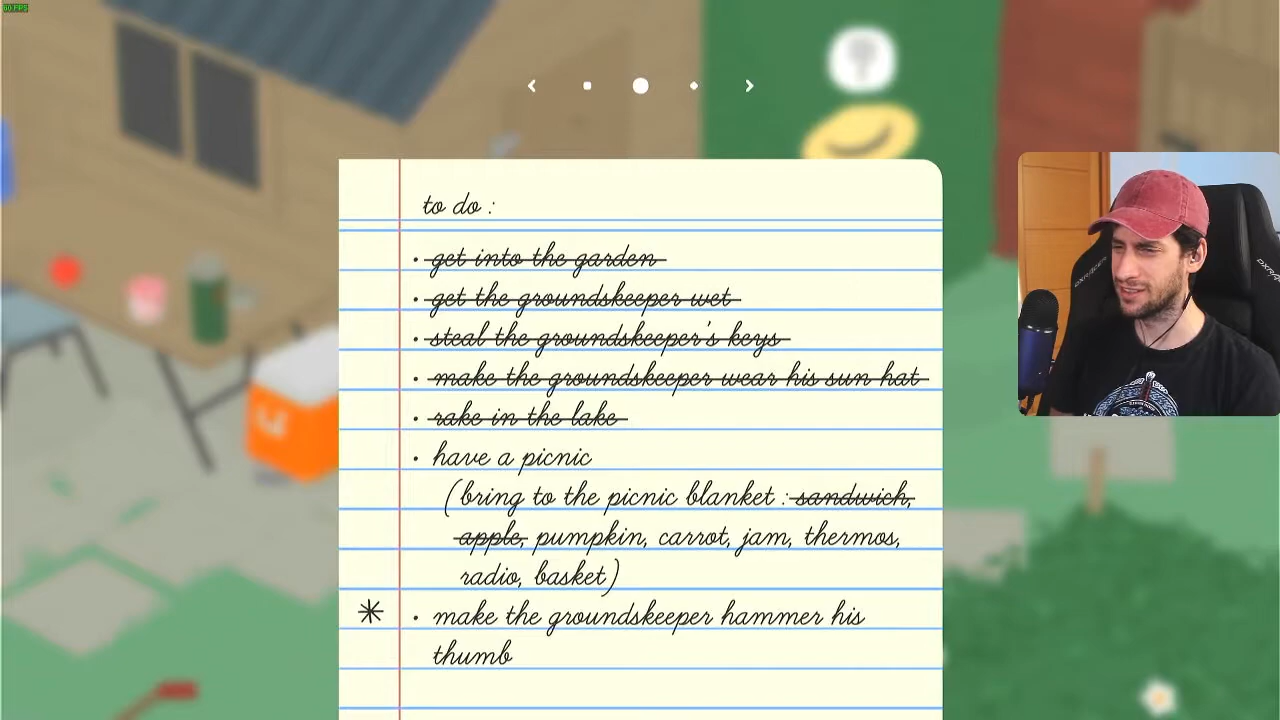 60 FPS
to do :
• get into the garden
• get the groundskeeper wet
• steal the groundskeeper's keys
• make the groundskeeper wear his sun hat
• rake in the lake
• have a picnic
(bring to the picnic blanket : sandwich,
apple, pumpkin, carrot, jam, thermos,
radio, basket)
• make the groundskeeper hammer his
thumb